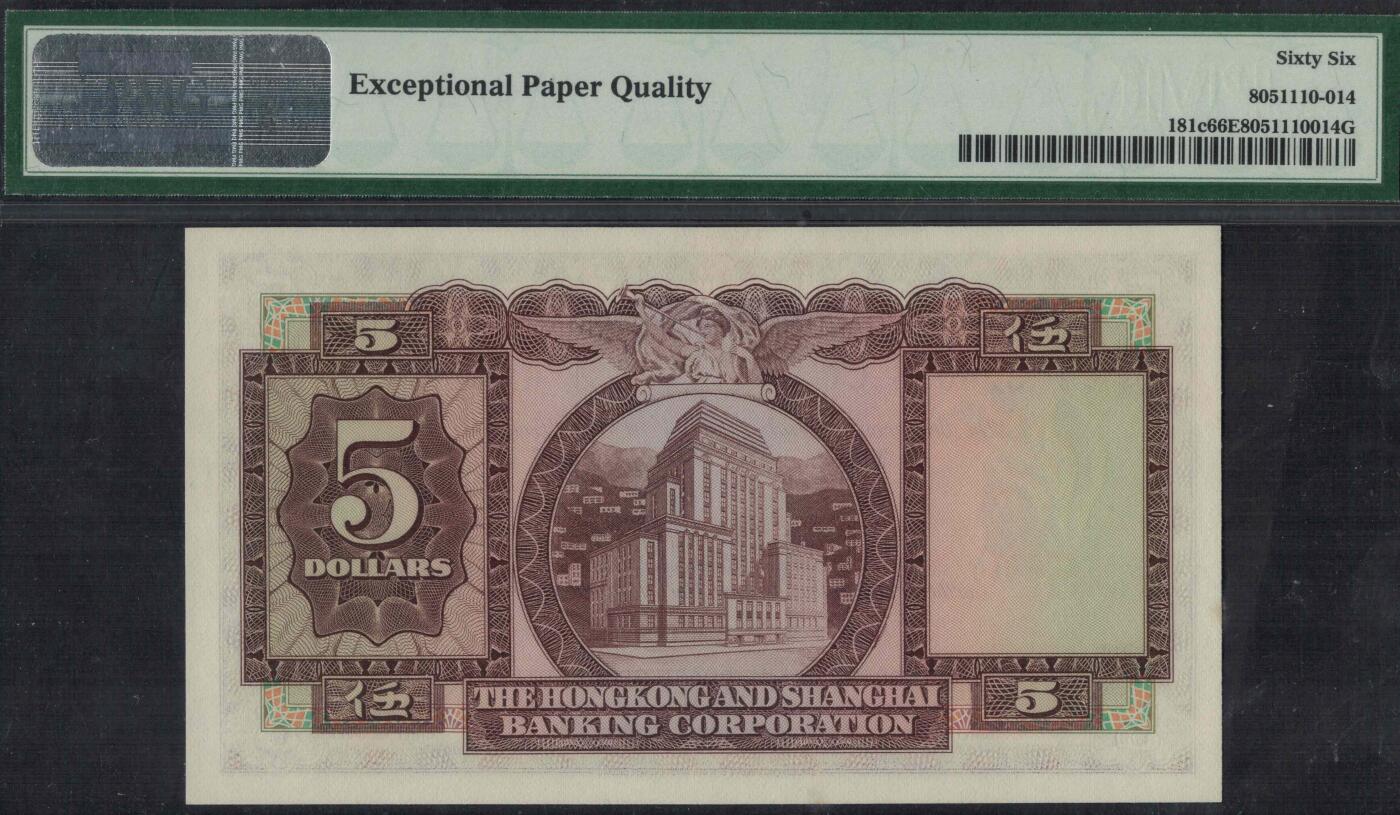 Exceptional Paper Quality
Sixty Six
8051110-014
181c66E8051110014G
5
伍
5
DOLLARS
伍
5
THE HONGKONG AND SHANGHAI
BANKING CORPORATION